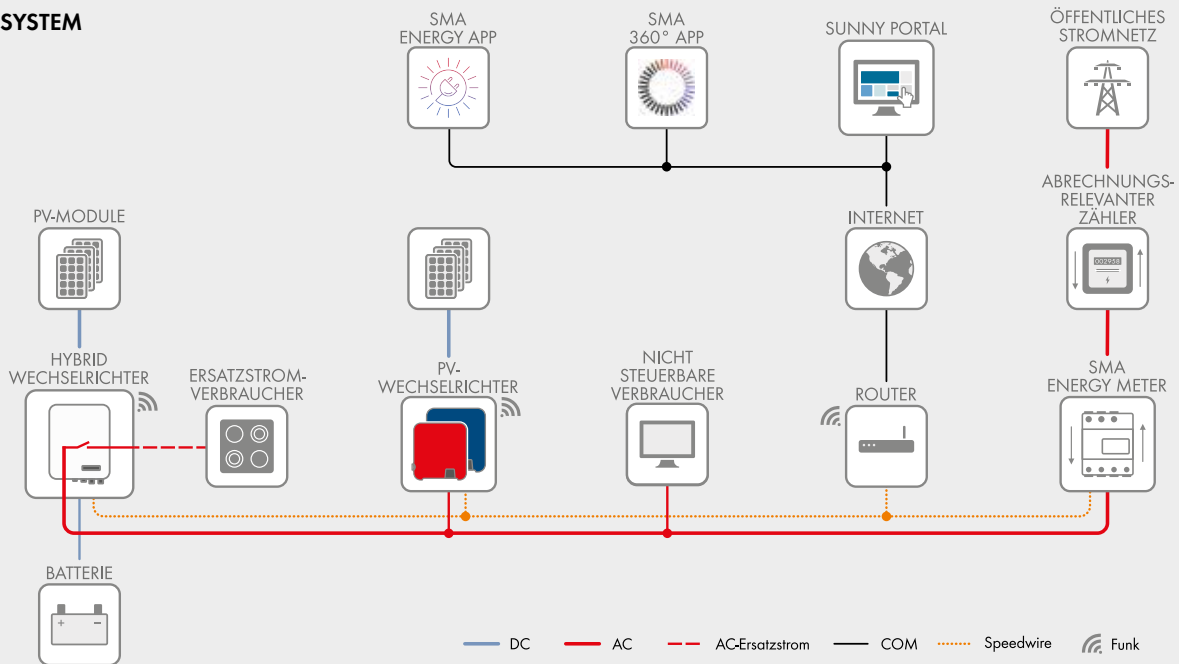 SYSTEM
SMA
ENERGY APP
SMA
360° APP
SUNNY PORTAL
ÖFFENTLICHES
STROMNETZ
PV-MODULE
INTERNET
ABRECHNUNGS-
RELEVANTER
ZÄHLER
002958
HYBRID
WECHSELRICHTER
ERSATZSTROM-
VERBRAUCHER
PV-
WECHSELRICHTER
NICHT
STEUERBARE
VERBRAUCHER
ROUTER
SMA
ENERGY METER
BATTERIE
+ −
DC
AC
AC-Ersatzstrom
COM
Speedwire
Funk